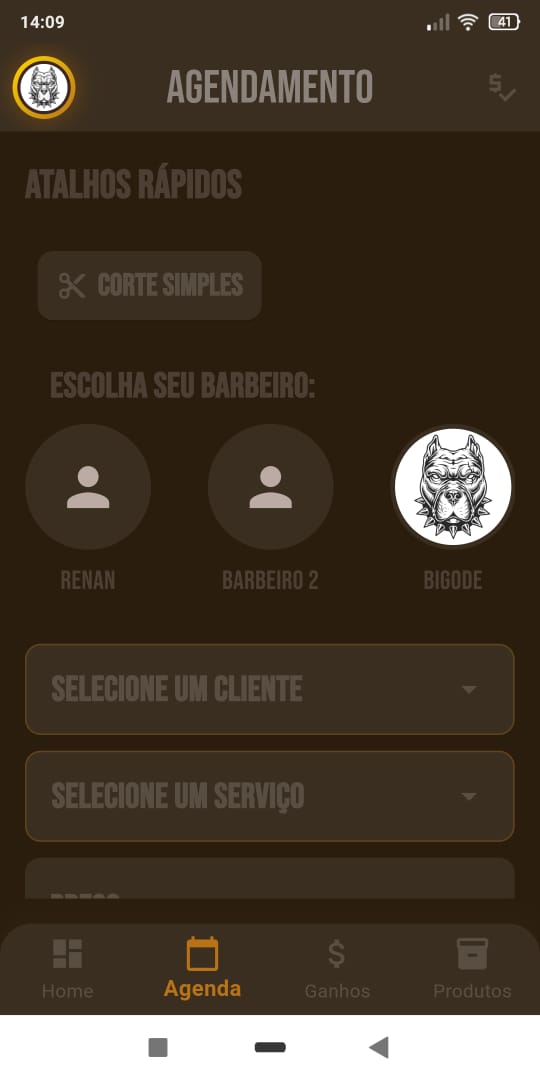 14:09
41
AGENDAMENTO
ATALHOS RÁPIDOS
CORTE SIMPLES
ESCOLHA SEU BARBEIRO:
RENAN
BARBEIRO 2
BIGODE
SELECIONE UM CLIENTE
SELECIONE UM SERVIÇO
Home
Agenda
Ganhos
Produtos